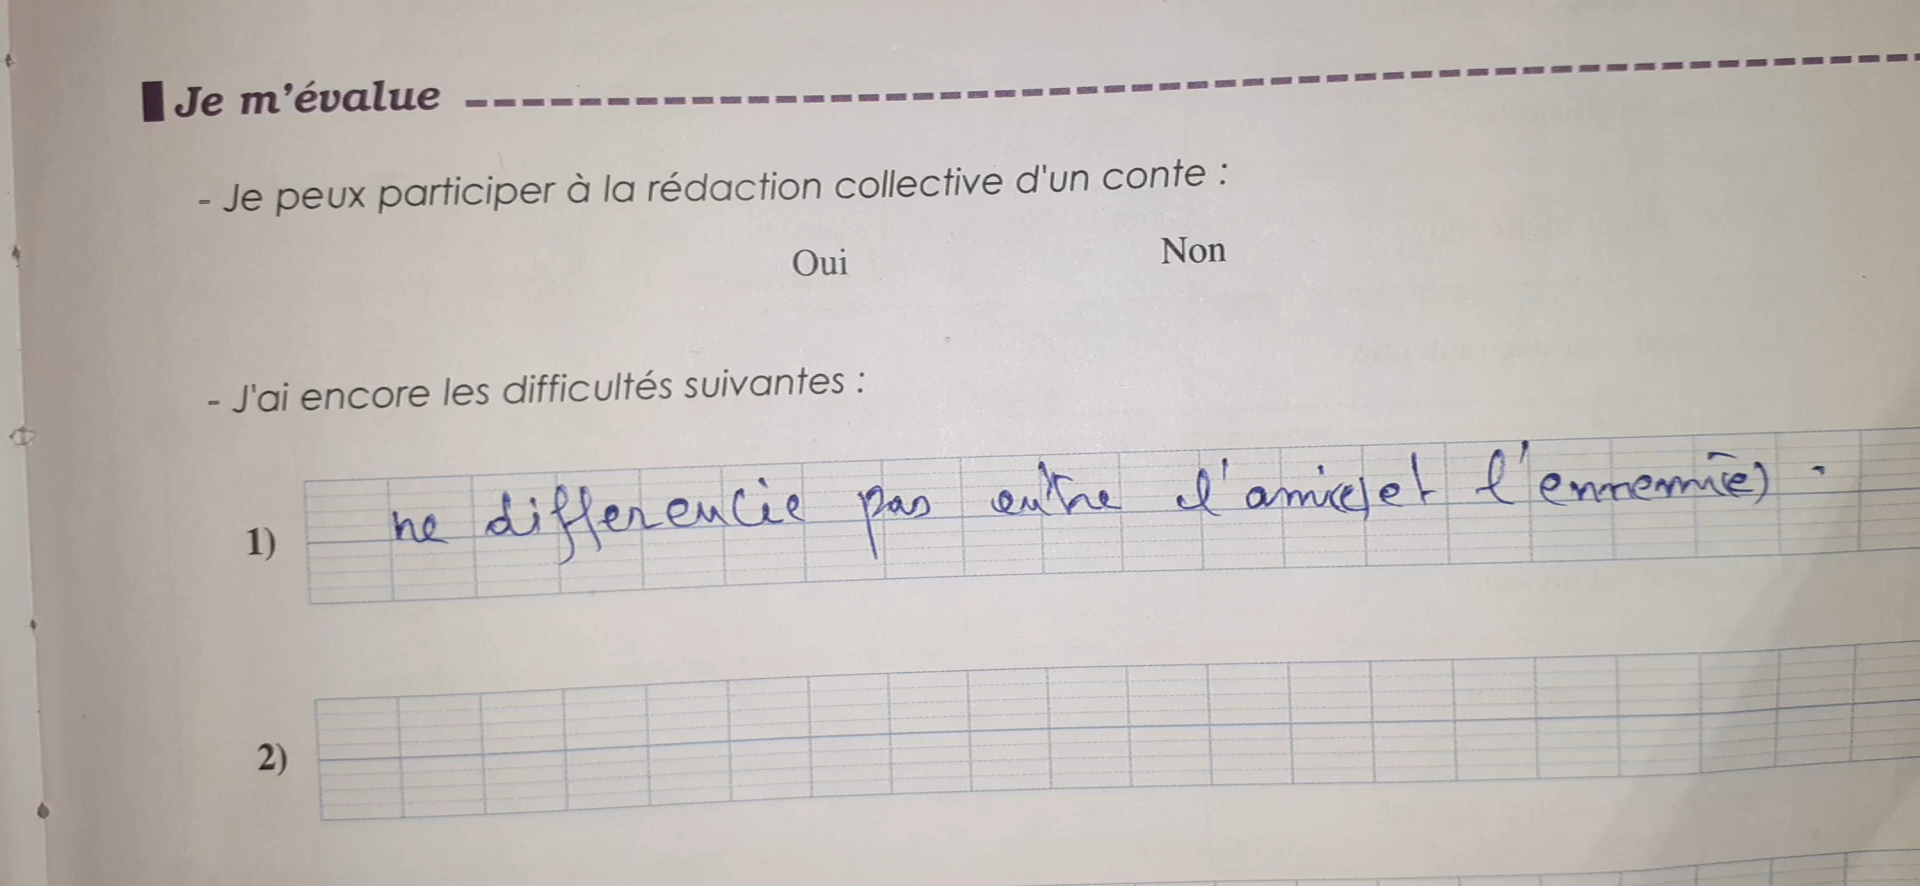 Je m'évalue
- Je peux participer à la rédaction collective d'un conte :
Oui Non
- J'ai encore les difficultés suivantes :
1) ne differencie pas entre l'ami(e) et l'ennemi(e).
2)